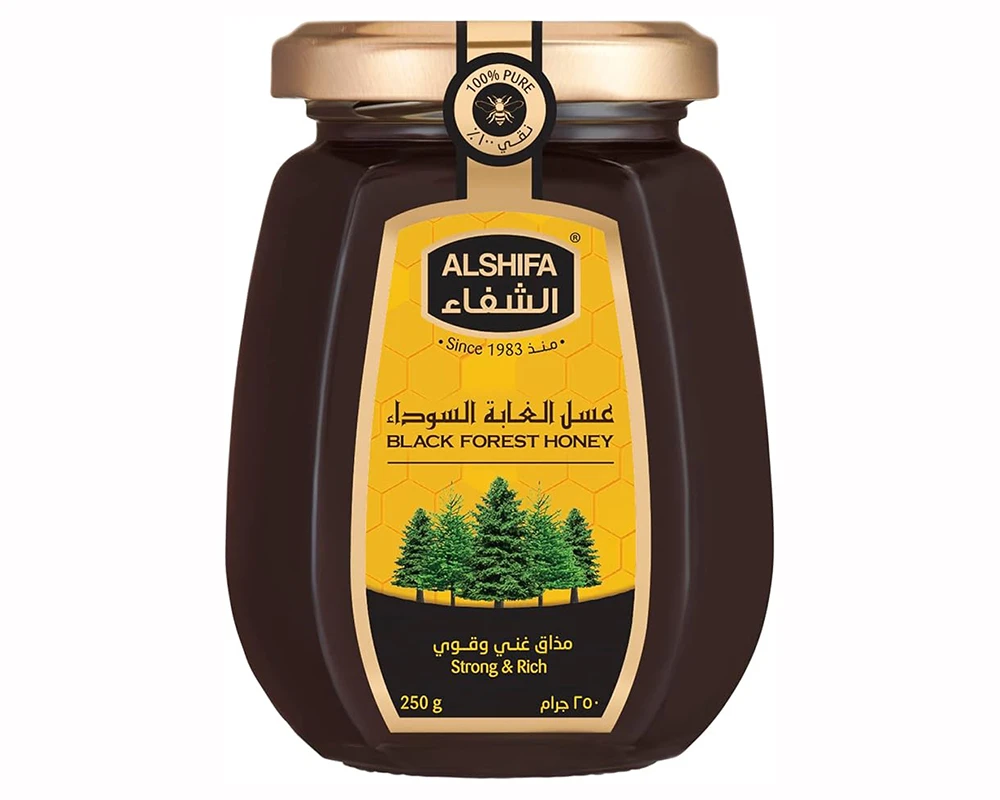 100% PURE
نقي ١٠٠٪
ALSHIFA ®
الشفاء
• Since 1983 منذ •
عسل الغابة السوداء
BLACK FOREST HONEY
مذاق غني وقوي
Strong & Rich
250 g ٢٥٠ جرام